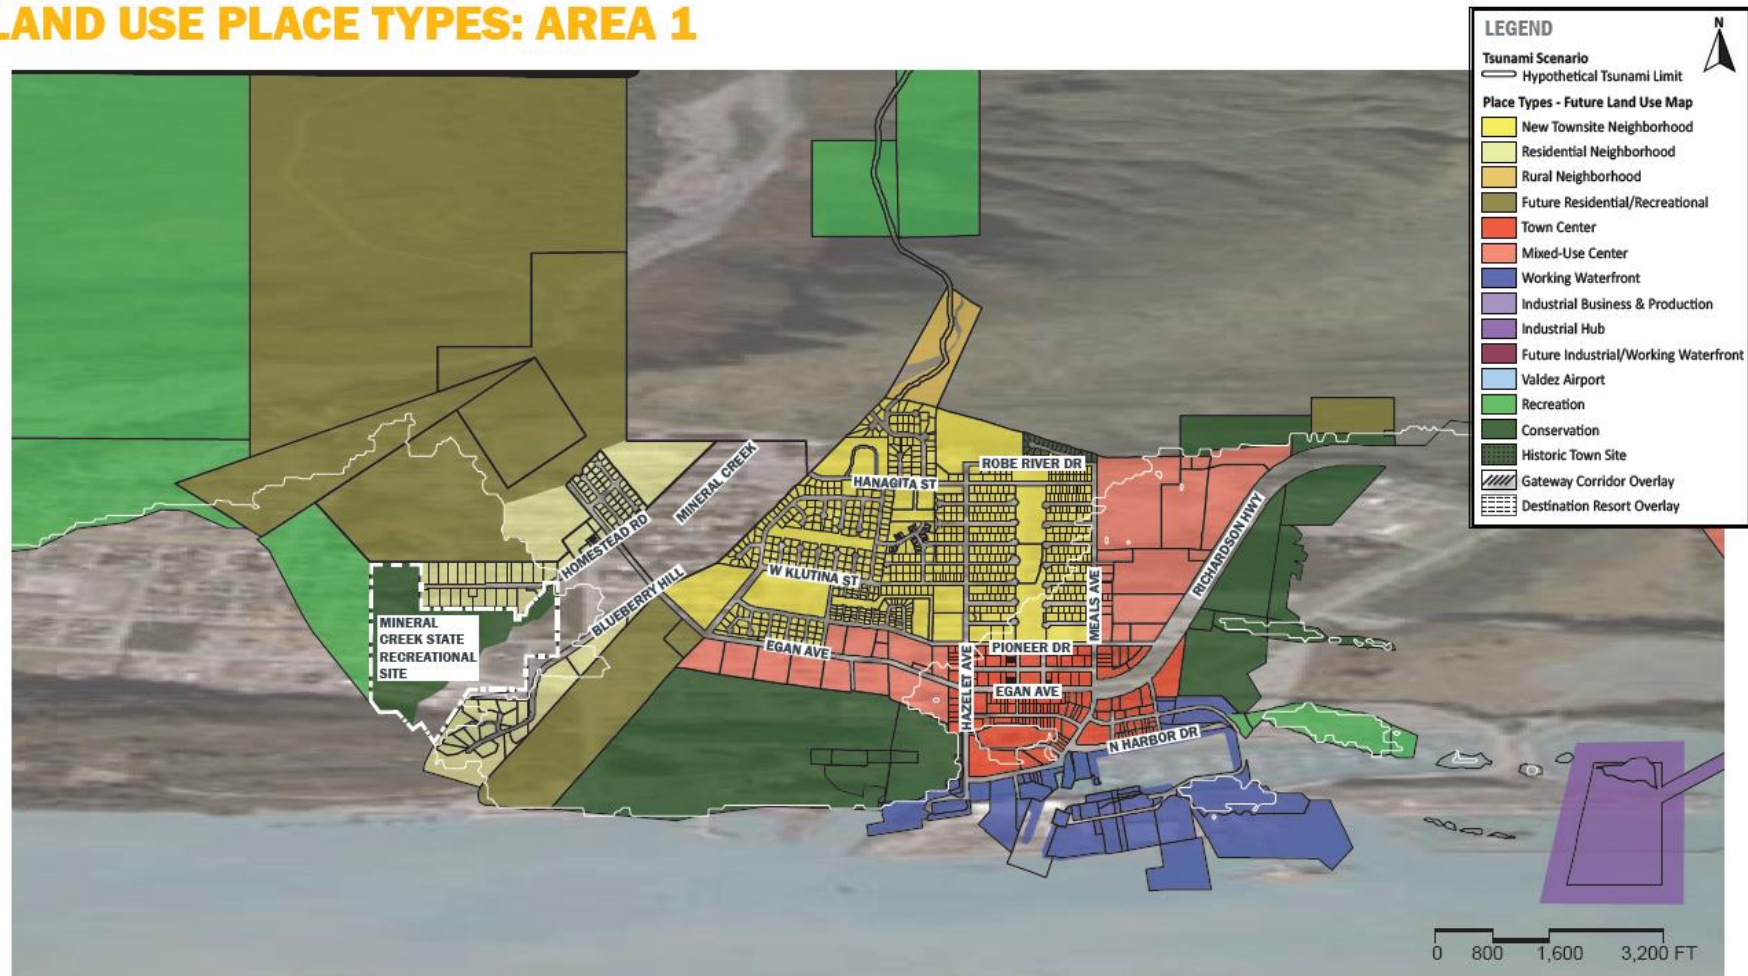 LAND USE PLACE TYPES: AREA 1
LEGEND
N
Tsunami Scenario
Hypothetical Tsunami Limit
Place Types - Future Land Use Map
New Townsite Neighborhood
Residential Neighborhood
Rural Neighborhood
Future Residential/Recreational
Town Center
Mixed-Use Center
Working Waterfront
Industrial Business & Production
Industrial Hub
Future Industrial/Working Waterfront
Valdez Airport
Recreation
Conservation
Historic Town Site
Gateway Corridor Overlay
Destination Resort Overlay
ROBE RIVER DR
HANAGITA ST
MINERAL CREEK
HOMESTEAD RD
RICHARDSON HWY
W KLUTINA ST
BLUEBERRY HILL
MEALS AVE
MINERAL
CREEK STATE
RECREATIONAL
SITE
EGAN AVE
PIONEER DR
HAZELET AVE
EGAN AVE
N HARBOR DR
0 800 1,600 3,200 FT